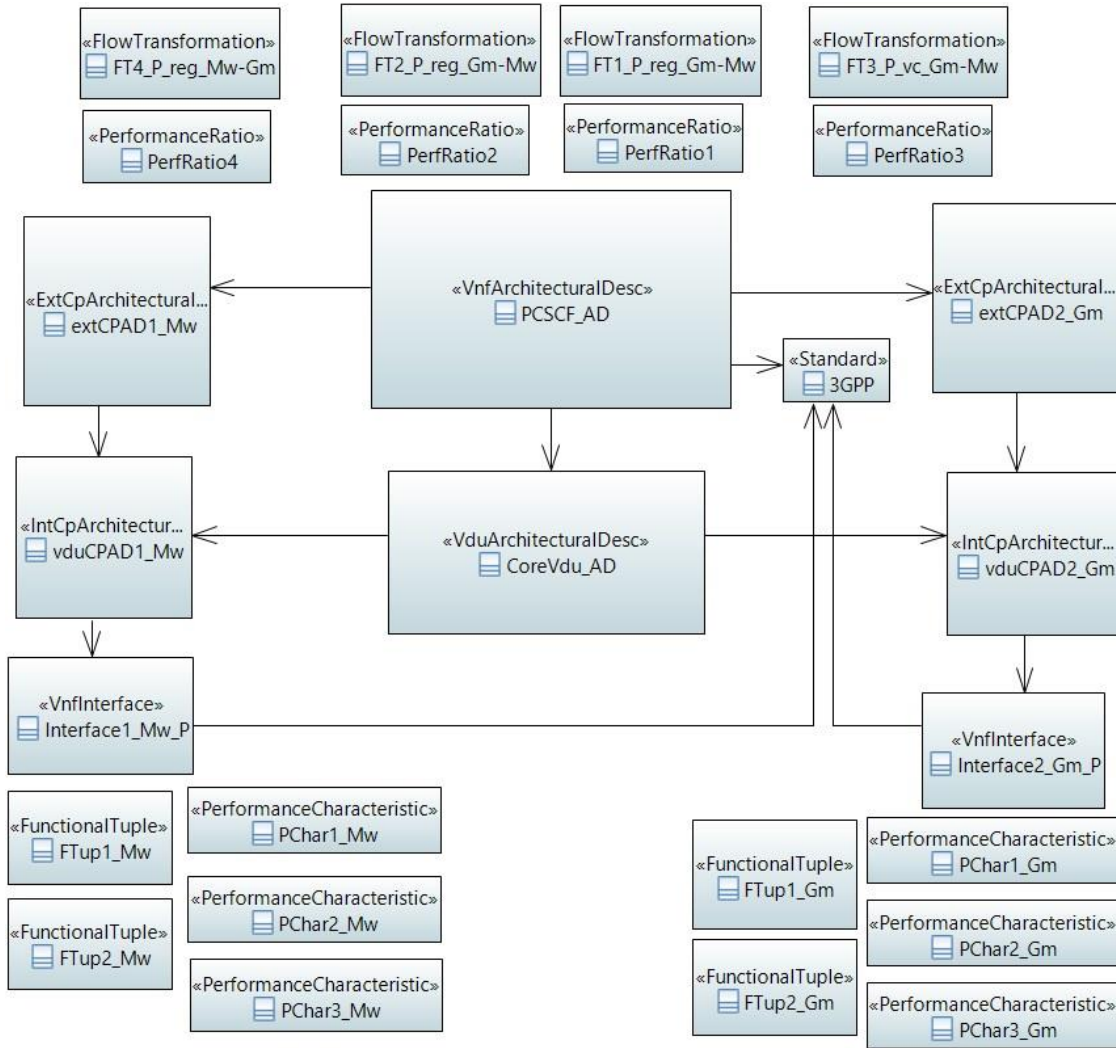 «FlowTransformation»
FT4_P_reg_Mw-Gm
«FlowTransformation»
FT2_P_reg_Gm-Mw
«FlowTransformation»
FT1_P_reg_Gm-Mw
«FlowTransformation»
FT3_P_vc_Gm-Mw
«PerformanceRatio»
PerfRatio4
«PerformanceRatio»
PerfRatio2
«PerformanceRatio»
PerfRatio1
«PerformanceRatio»
PerfRatio3
«ExtCpArchitectural...
extCPAD1_Mw
«VnfArchitecturalDesc»
PCSCF_AD
«ExtCpArchitectural...
extCPAD2_Gm
«Standard»
3GPP
«IntCpArchitectur...
vduCPAD1_Mw
«VduArchitecturalDesc»
CoreVdu_AD
«IntCpArchitectur...
vduCPAD2_Gm
«VnfInterface»
Interface1_Mw_P
«VnfInterface»
Interface2_Gm_P
«FunctionalTuple»
FTup1_Mw
«PerformanceCharacteristic»
PChar1_Mw
«FunctionalTuple»
FTup2_Mw
«PerformanceCharacteristic»
PChar2_Mw
«PerformanceCharacteristic»
PChar3_Mw
«FunctionalTuple»
FTup1_Gm
«PerformanceCharacteristic»
PChar1_Gm
«FunctionalTuple»
FTup2_Gm
«PerformanceCharacteristic»
PChar2_Gm
«PerformanceCharacteristic»
PChar3_Gm